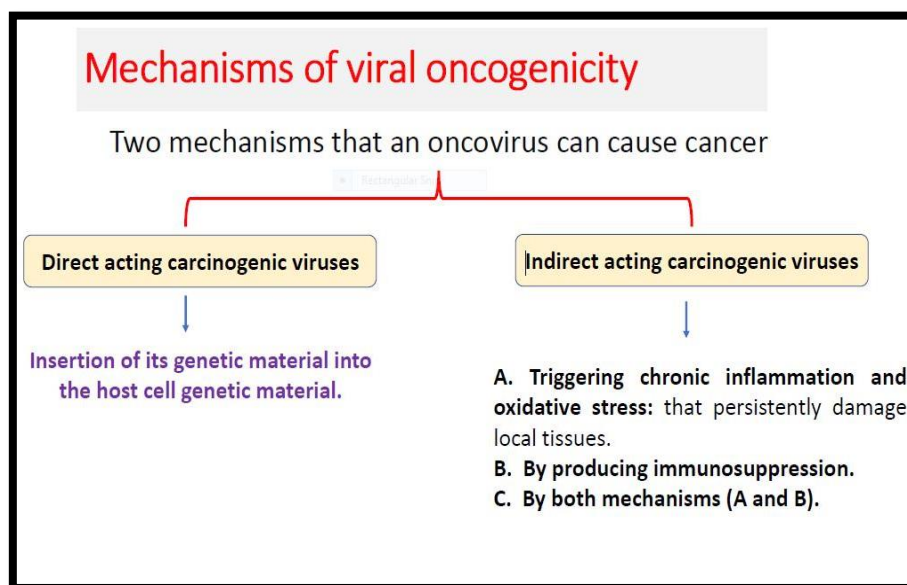 Mechanisms of viral oncogenicity
Two mechanisms that an oncovirus can cause cancer
Rectangular Snip
Direct acting carcinogenic viruses
Insertion of its genetic material into
the host cell genetic material.
Indirect acting carcinogenic viruses
A. Triggering chronic inflammation and
oxidative stress: that persistently damage
local tissues.
B. By producing immunosuppression.
C. By both mechanisms (A and B).